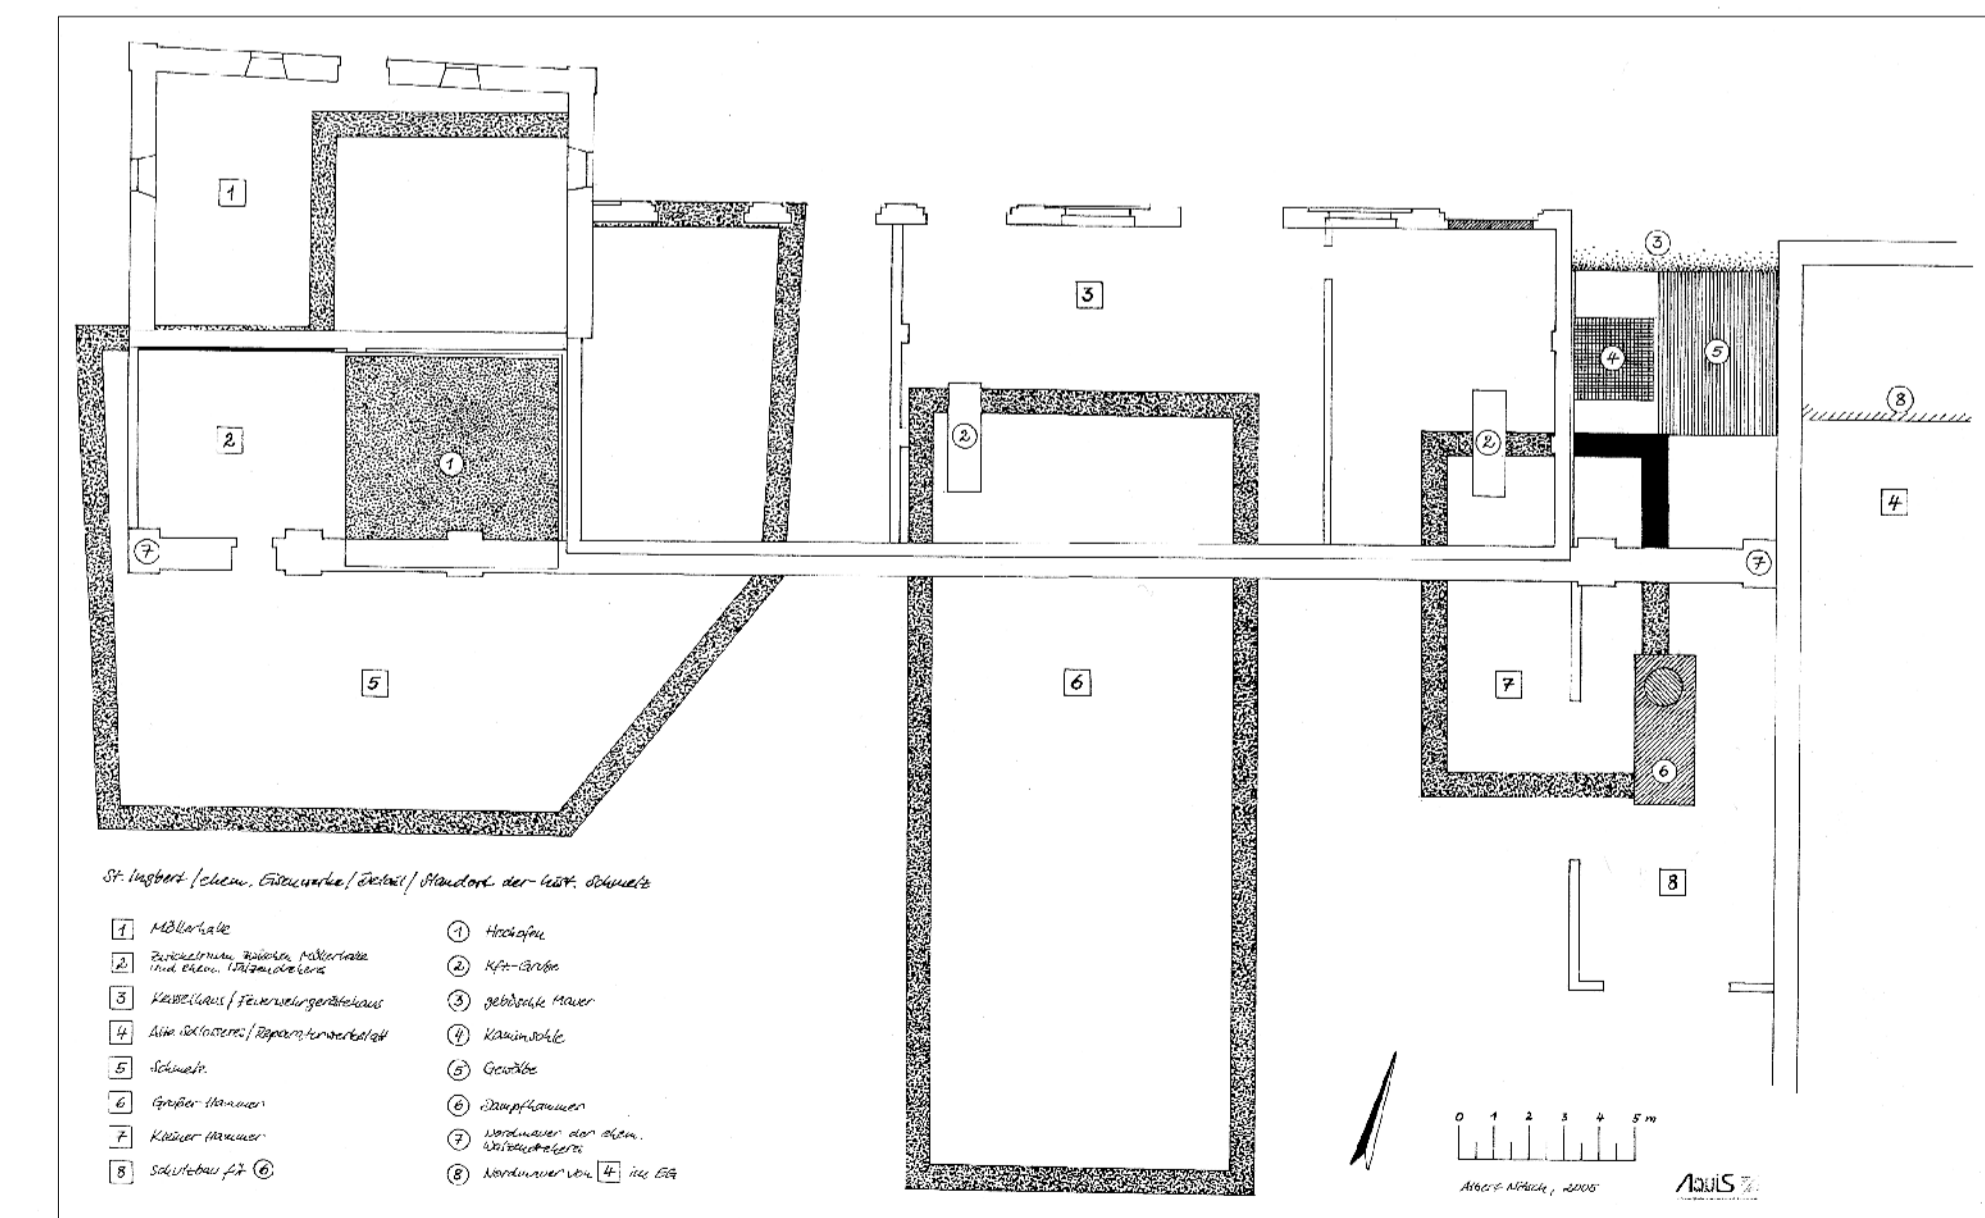 1
3
3
4
5
8
2
1
2
2
4
7
7
5
6
7
6
8
St. Ingbert / ehem. Eisenwerke / Detail / Standort der hist. Schmelz
1 Möllerhalle
2 Zwickelraum zwischen Möllerhalle
und ehem. Walzendreherei
3 Kesselhaus / Feuerwehrgerätehaus
4 Alte Schlosserei / Reparaturwerkstatt
5 Schmelz
6 Großer Hammer
7 Kleiner Hammer
8 Schutzbau für 6
1 Hochofen
2 Kfz-Grube
3 geböschte Mauer
4 Kaminsohle
5 Gewölbe
6 Dampfhammer
7 Nordmauer der ehem.
Walzendreherei
8 Nordmauer von 4 im EG
0 1 2 3 4 5 m
Albert Nitsch, 2005
AquiS